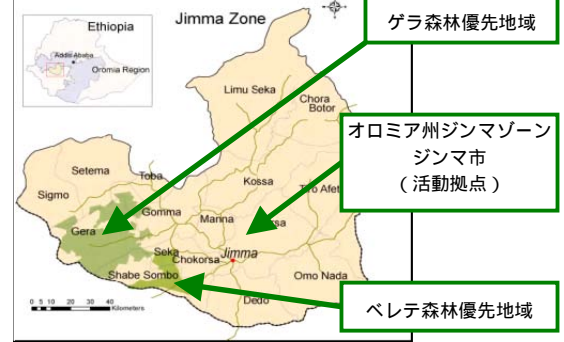 Jimma Zone
Ethiopia
Addis Ababa
Oromia Region
ゲラ森林優先地域
Limu Seka
Chora
Botor
オロミア州ジンマゾーン
ジンマ市
(活動拠点)
Setema
Toba
Kossa
Sigmo
Gomma
Manna
Gera
Seka
Chokorsa
Jimma
Shabe Sombo
Omo Nada
Dedo
ベレテ森林優先地域
0 5 10 20 30 40
Kilometers